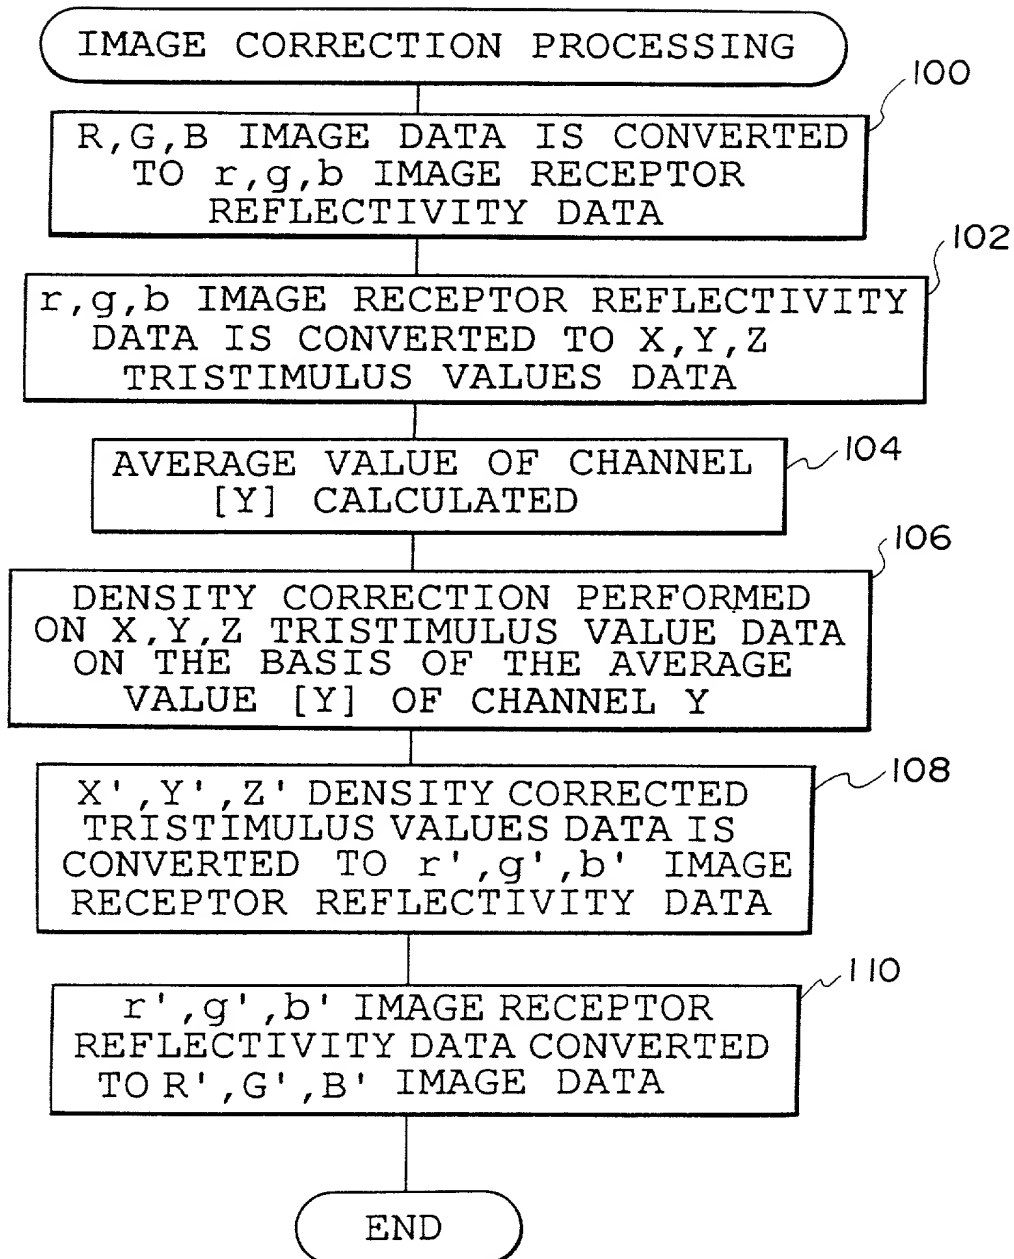 IMAGE CORRECTION PROCESSING
100
R,G,B IMAGE DATA IS CONVERTED
TO r,g,b IMAGE RECEPTOR
REFLECTIVITY DATA
102
r,g,b IMAGE RECEPTOR REFLECTIVITY
DATA IS CONVERTED TO X,Y,Z
TRISTIMULUS VALUES DATA
104
AVERAGE VALUE OF CHANNEL
[Y] CALCULATED
106
DENSITY CORRECTION PERFORMED
ON X,Y,Z TRISTIMULUS VALUE DATA
ON THE BASIS OF THE AVERAGE
VALUE [Y] OF CHANNEL Y
108
X',Y',Z' DENSITY CORRECTED
TRISTIMULUS VALUES DATA IS
CONVERTED TO r',g',b' IMAGE
RECEPTOR REFLECTIVITY DATA
110
r',g',b' IMAGE RECEPTOR
REFLECTIVITY DATA CONVERTED
TO R',G',B' IMAGE DATA
END